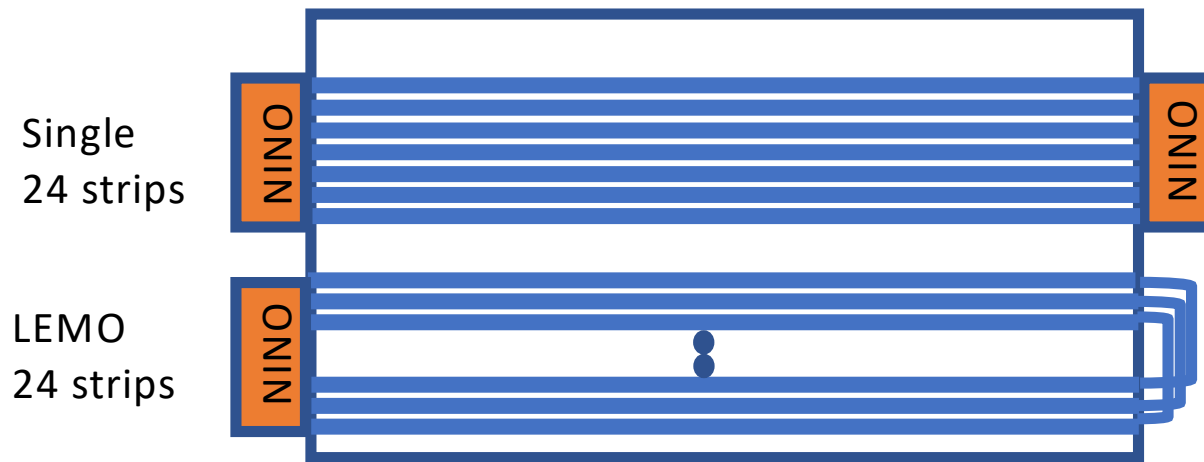 Single
24 strips
NINO
NINO
LEMO
24 strips
NINO